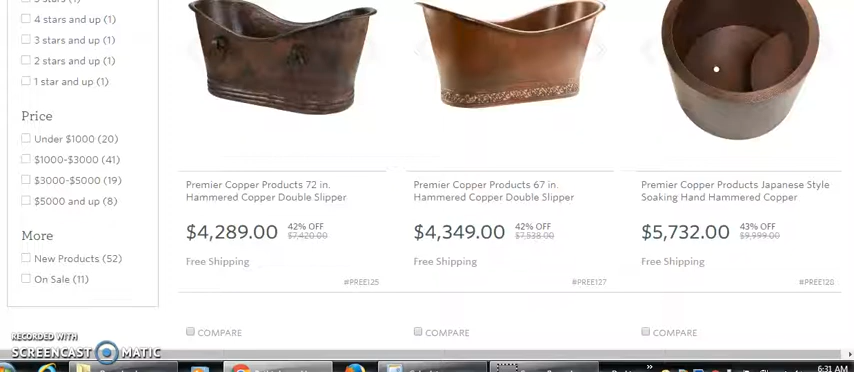 4 stars and up (1)
3 stars and up (1)
2 stars and up (1)
1 star and up (1)
Price
Under $1000 (20)
$1000-$3000 (41)
$3000-$5000 (19)
$5000 and up (8)
More
New Products (52)
On Sale (11)
Premier Copper Products 72 in.
Hammered Copper Double Slipper
$4,289.00 42% OFF
$7,420.00
Free Shipping
#PREE125
COMPARE
Premier Copper Products 67 in.
Hammered Copper Double Slipper
$4,349.00 42% OFF
$7,538.00
Free Shipping
#PREE127
COMPARE
Premier Copper Products Japanese Style
Soaking Hand Hammered Copper
$5,732.00 43% OFF
$9,999.00
Free Shipping
#PREE128
COMPARE
RECORDED WITH
SCREENCAST MATIC
6:31 AM